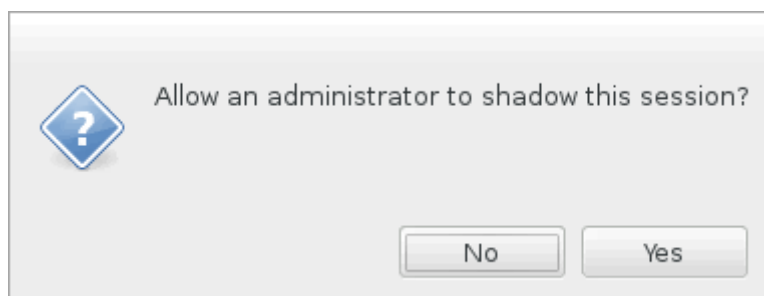 Allow an administrator to shadow this session?
?
No
Yes